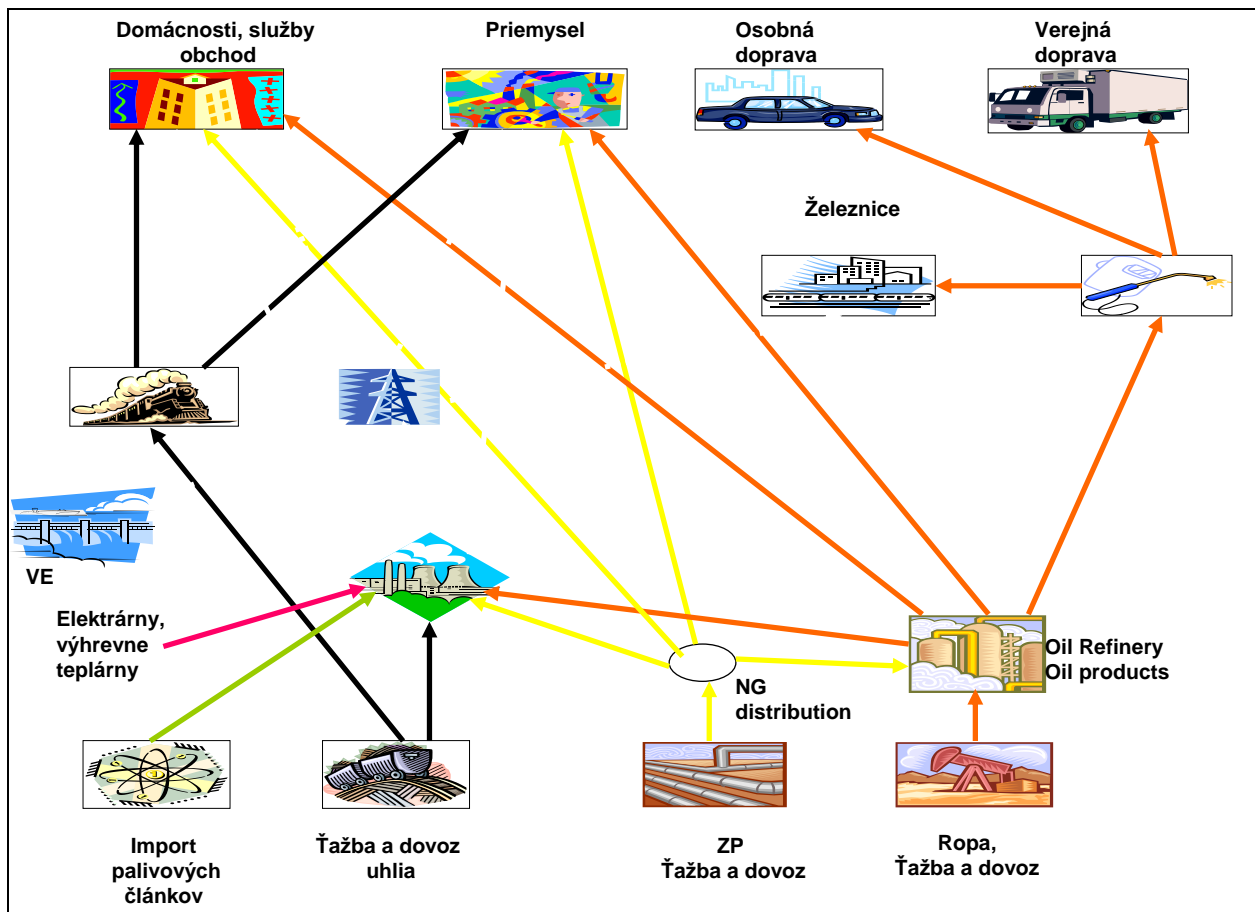 Domácnosti, služby
obchod
Priemysel
Osobná
doprava
Verejná
doprava
Železnice
VE
Elektrárny,
výhrevne
teplárny
Oil Refinery
Oil products
NG
distribution
Import
palivových
článkov
Ťažba a dovoz
uhlia
ZP
Ťažba a dovoz
Ropa,
Ťažba a dovoz